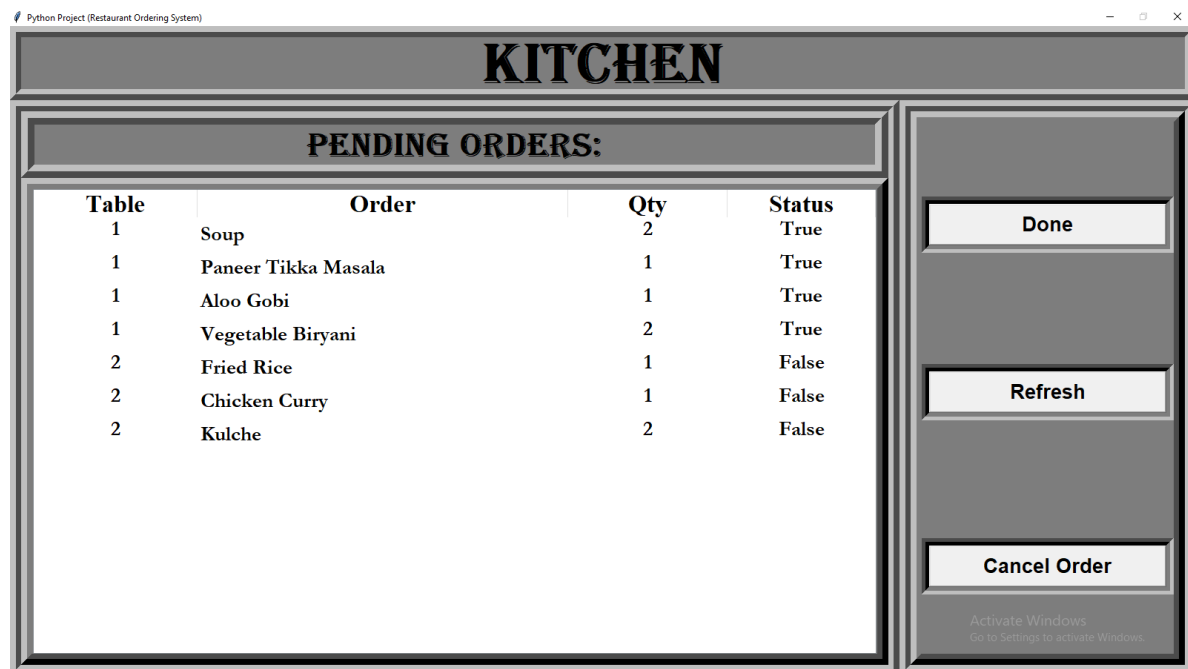 Python Project (Restaurant Ordering System)
KITCHEN
PENDING ORDERS:
Table Order Qty Status
1 Soup 2 True
1 Paneer Tikka Masala 1 True
1 Aloo Gobi 1 True
1 Vegetable Biryani 2 True
2 Fried Rice 1 False
2 Chicken Curry 1 False
2 Kulche 2 False
Done
Refresh
Cancel Order
Activate Windows
Go to Settings to activate Windows.